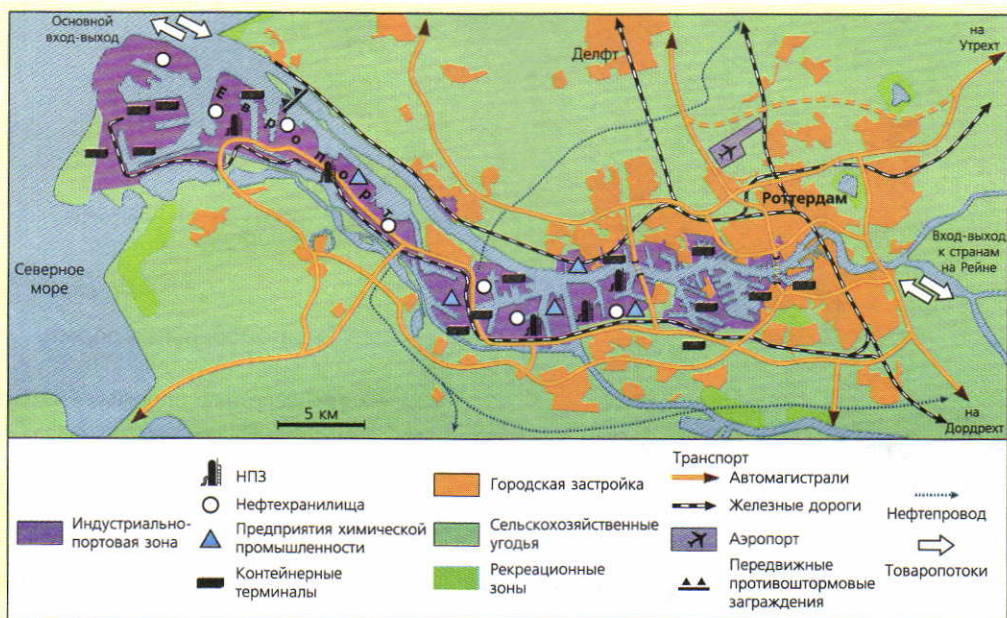 Основной
вход-выход
Делфт
на
Утрехт
Европорт
Роттердам
Вход-выход
к странам
на Рейне
Северное
море
5 км
на
Дордрехт
НПЗ
Нефтехранилища
Индустриально-
портовая зона
Предприятия химической
промышленности
Контейнерные
терминалы
Городская застройка
Сельскохозяйственные
угодья
Рекреационные
зоны
Транспорт
Автомагистрали
Железные дороги
Аэропорт
Передвижные
противоштормовые
заграждения
Нефтепровод
Товаропотоки